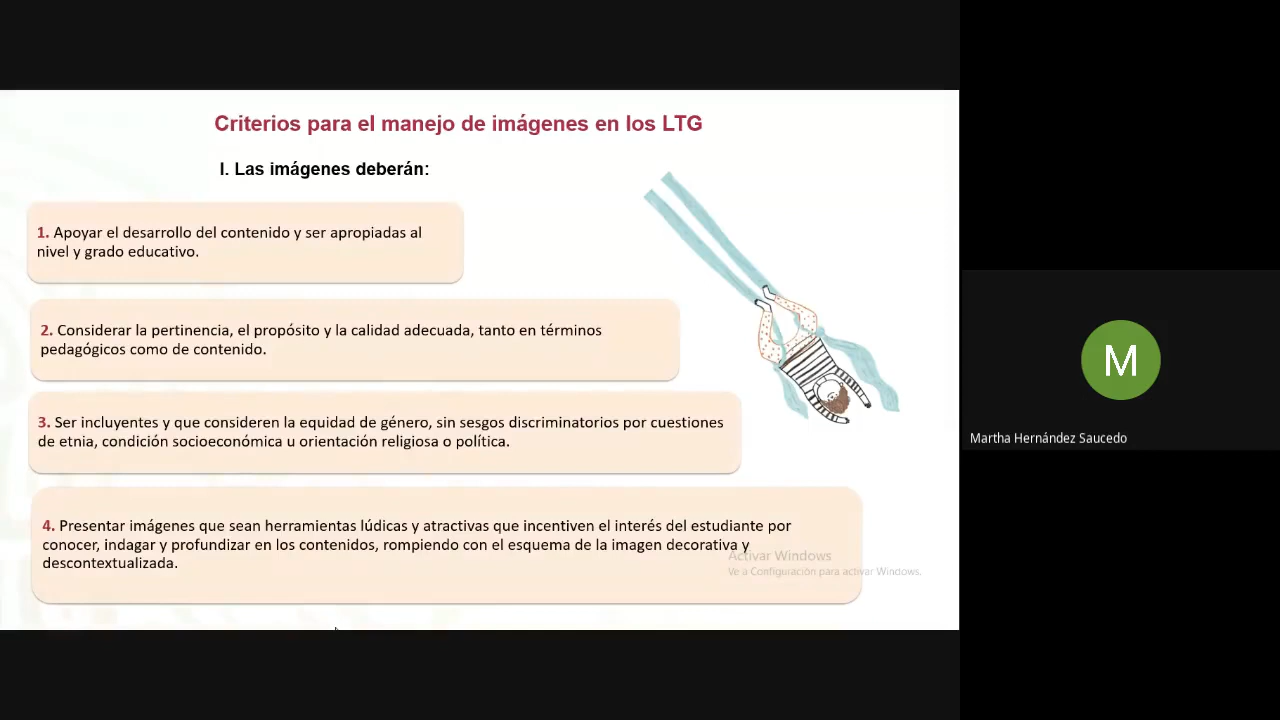 Criterios para el manejo de imágenes en los LTG
I. Las imágenes deberán:
1. Apoyar el desarrollo del contenido y ser apropiadas al
nivel y grado educativo.
2. Considerar la pertinencia, el propósito y la calidad adecuada, tanto en términos
pedagógicos como de contenido.
3. Ser incluyentes y que consideren la equidad de género, sin sesgos discriminatorios por cuestiones
de etnia, condición socioeconómica u orientación religiosa o política.
4. Presentar imágenes que sean herramientas lúdicas y atractivas que incentiven el interés del estudiante por
conocer, indagar y profundizar en los contenidos, rompiendo con el esquema de la imagen decorativa y
descontextualizada.
Activar Windows
Ve a Configuración para activar Windows.
M
Martha Hernández Saucedo